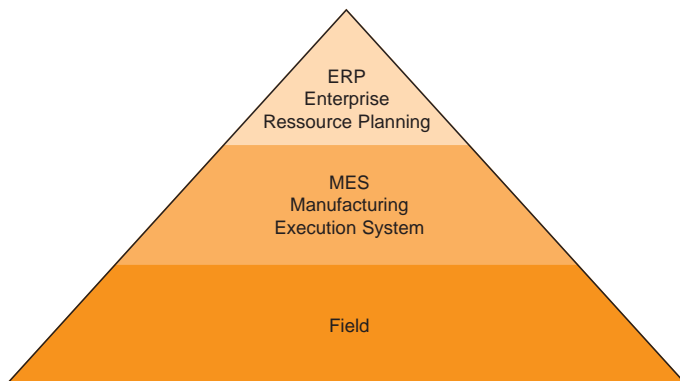 ERP
Enterprise
Ressource Planning
MES
Manufacturing
Execution System
Field